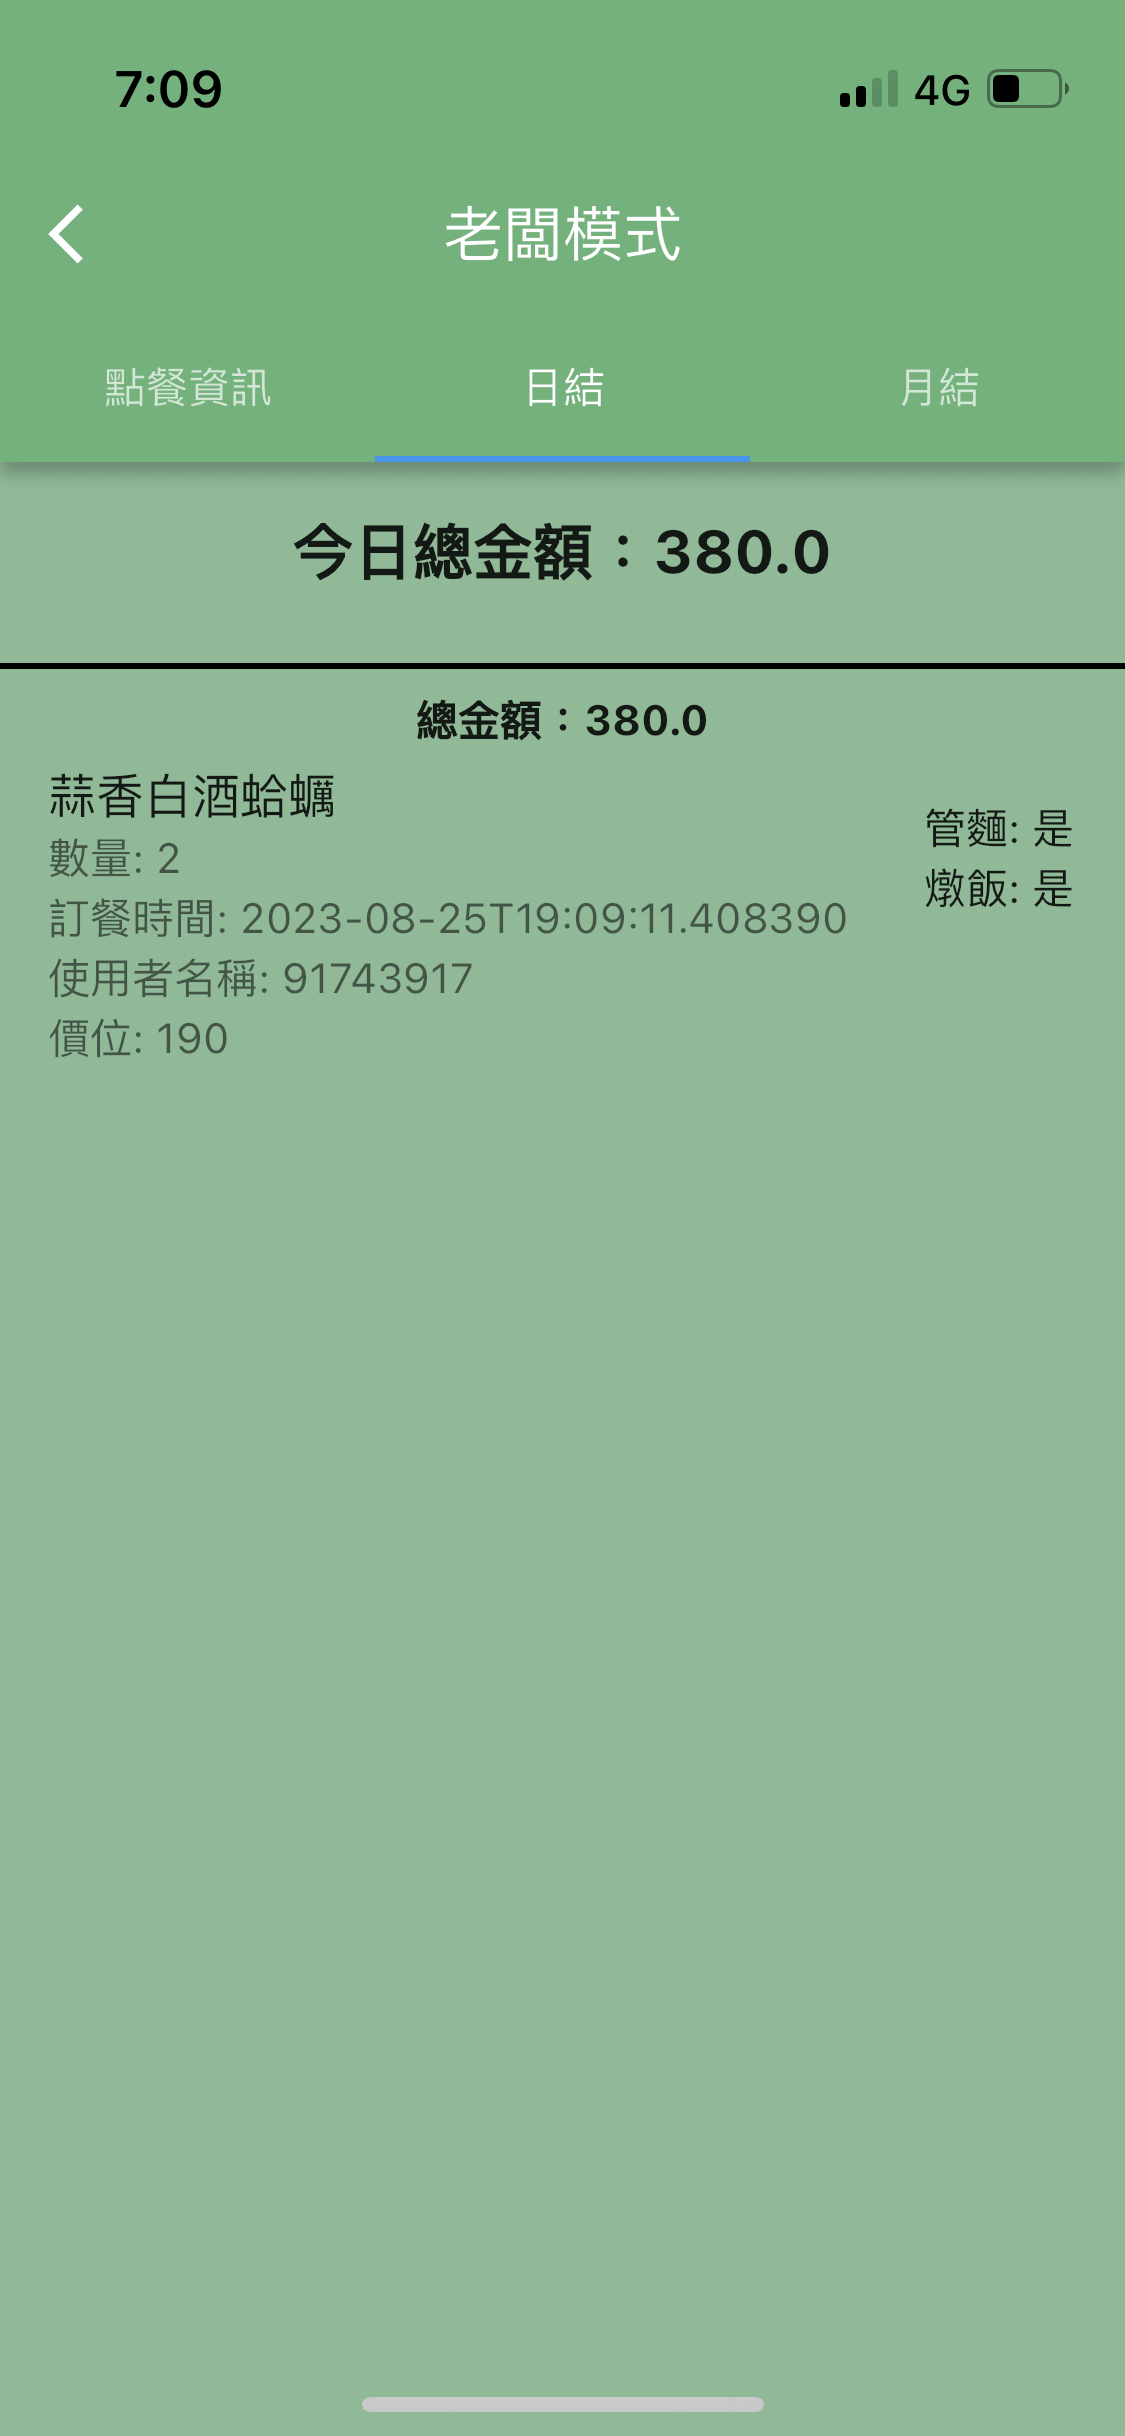 7:09
4G
老闆模式
點餐資訊
日結
月結
今日總金額：380.0
總金額：380.0
蒜香白酒蛤蠣
數量: 2
訂餐時間: 2023-08-25T19:09:11.408390
使用者名稱: 91743917
價位: 190
管麵: 是
燉飯: 是